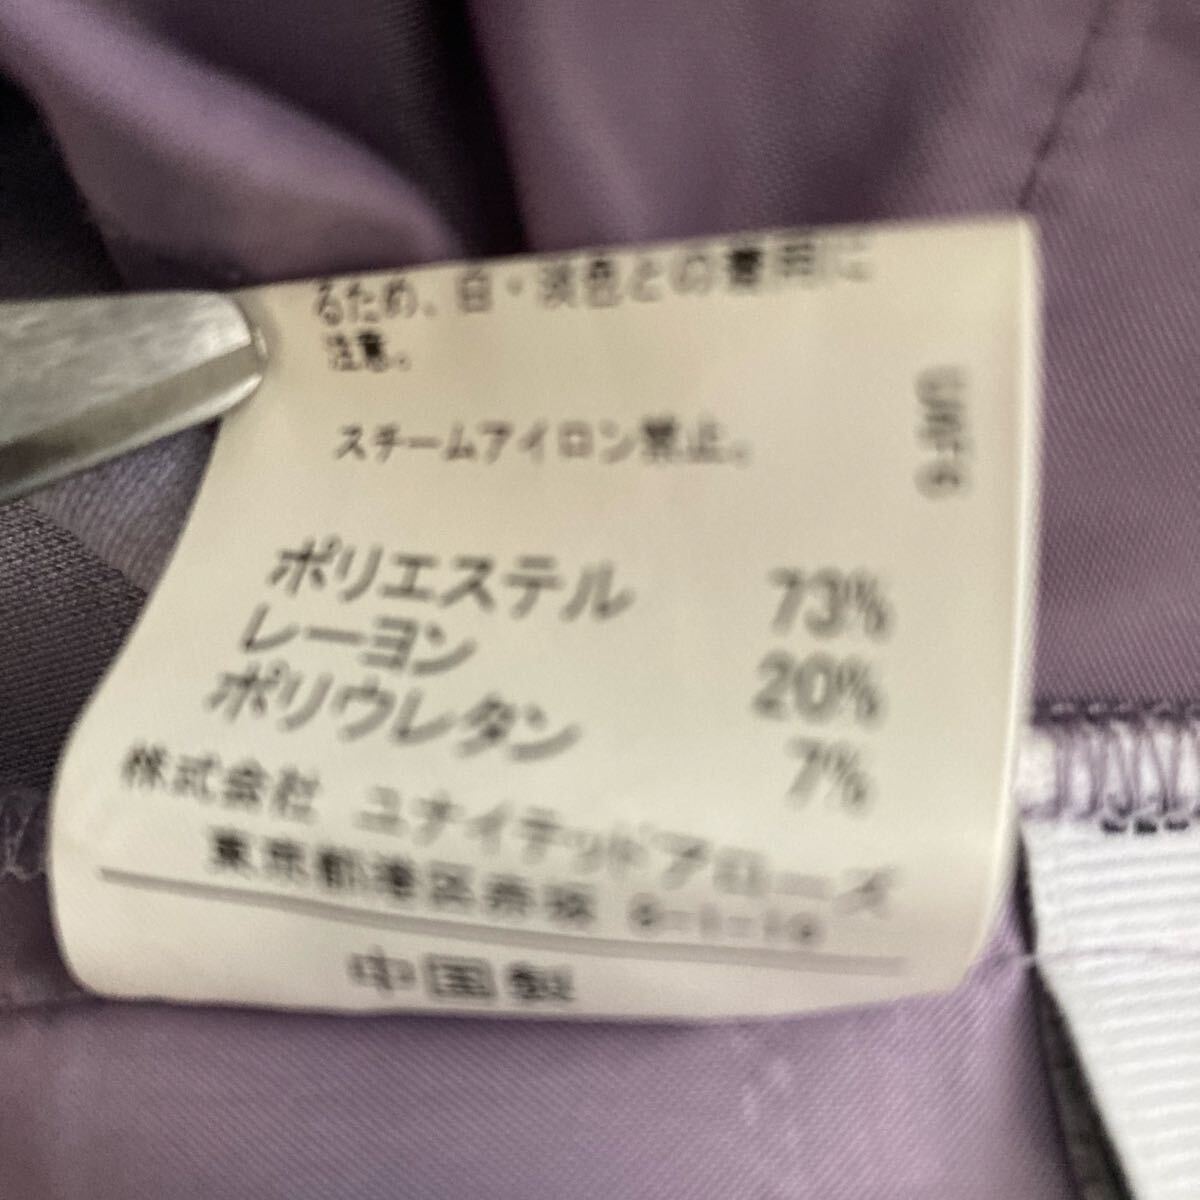 るため、白・淡色との着用に
注意。
スチームアイロン禁止。
ポリエステル 73%
レーヨン 20%
ポリウレタン 7%
株式会社 ユナイテッドアローズ
東京都港区赤坂
中国製